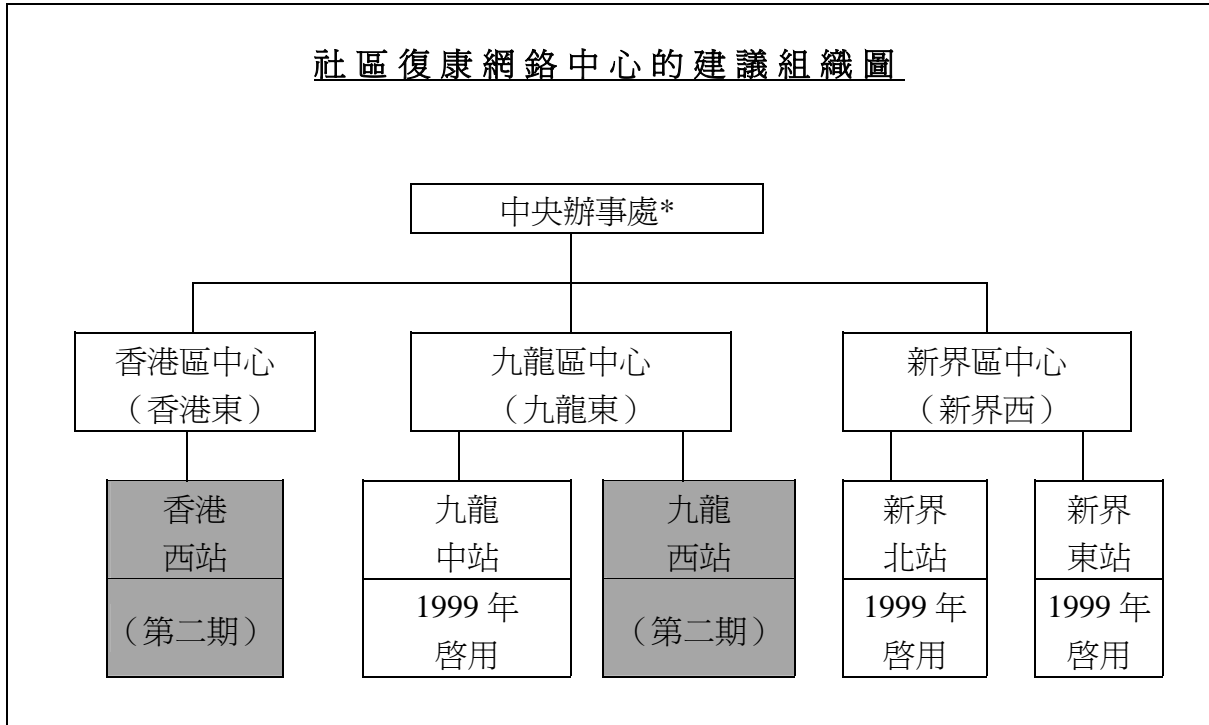 社區復康網鉻中心的建議組織圖
中央辦事處*
香港區中心
（香港東）
九龍區中心
（九龍東）
新界區中心
（新界西）
香港
西站
（第二期）
九龍
中站
1999 年
啓用
九龍
西站
（第二期）
新界
北站
1999 年
啓用
新界
東站
1999 年
啓用